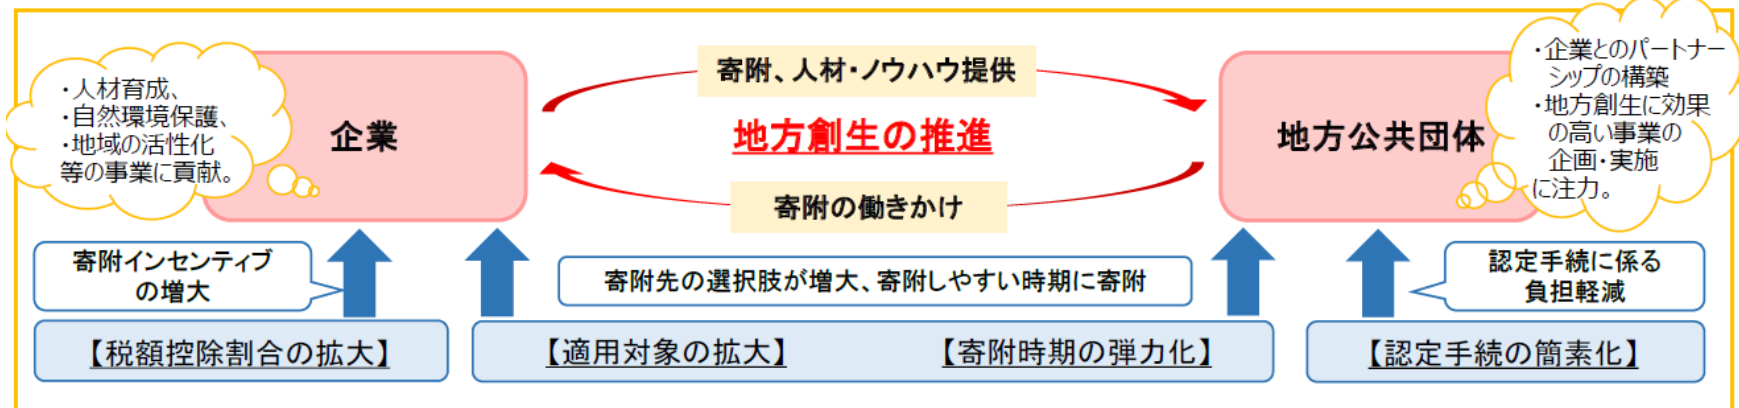 ・人材育成、
・自然環境保護、
・地域の活性化
等の事業に貢献。
企業
寄附、人材・ノウハウ提供
地方創生の推進
寄附の働きかけ
地方公共団体
・企業とのパートナー
シップの構築
・地方創生に効果
の高い事業の
企画・実施
に注力。
寄附インセンティブ
の増大
寄附先の選択肢が増大、寄附しやすい時期に寄附
認定手続に係る
負担軽減
【税額控除割合の拡大】
【適用対象の拡大】
【寄附時期の弾力化】
【認定手続の簡素化】